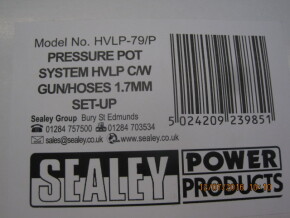 Model No. HVLP-79/P
PRESSURE POT
SYSTEM HVLP C/W
GUN/HOSES 1.7MM
SET-UP
5 024209 239851
Sealey Group Bury St Edmunds
01284 757500 01284 703534
sales@sealey.co.uk www.sealey.co.uk
SEALEY POWER
PRODUCTS